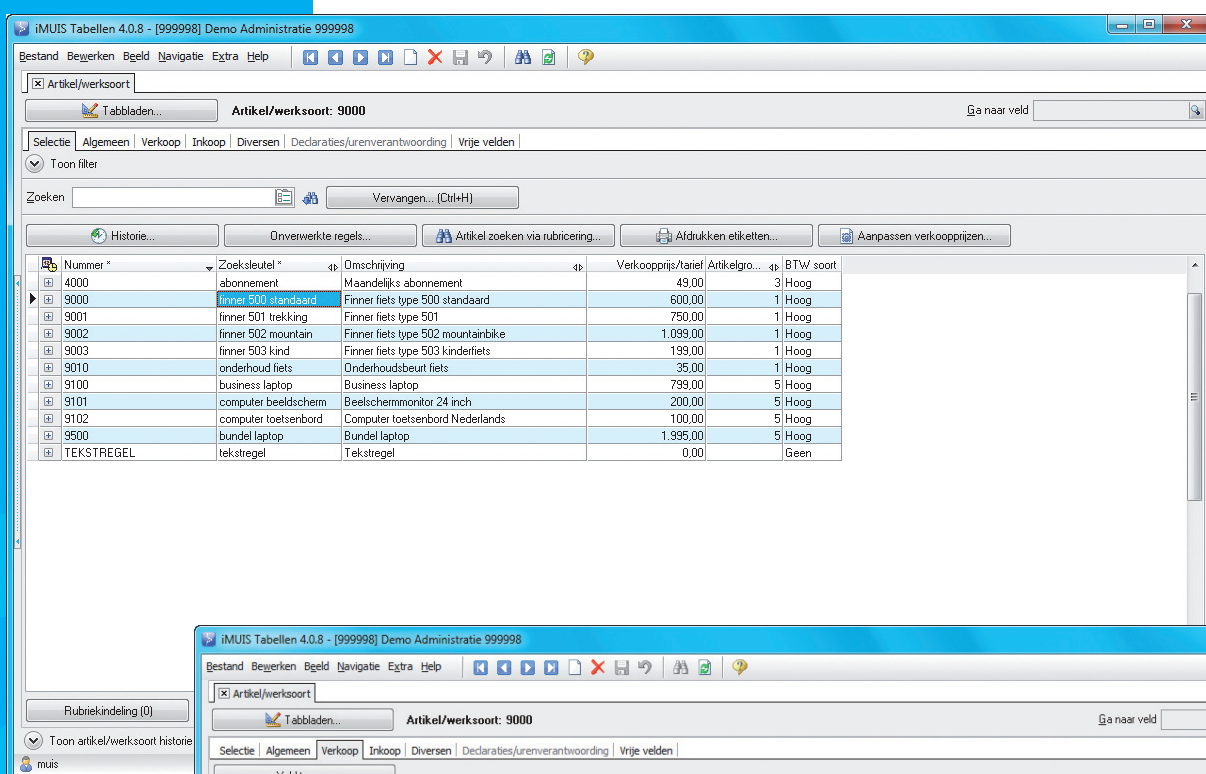 iMUIS Tabellen 4.0.8 - [999998] Demo Administratie 999998
Bestand Bewerken Beeld Navigatie Extra Help
Artikel/werksoort
Tabbladen... Artikel/werksoort: 9000 Ga naar veld
Selectie Algemeen Verkoop Inkoop Diversen Declaraties/urenverantwoording Vrije velden
Toon filter
Zoeken Vervangen... (Ctrl+H)
Historie... Onverwerkte regels... Artikel zoeken via rubricering... Afdrukken etiketten... Aanpassen verkoopprijzen...
Nummer * Zoeksleutel * Omschrijving Verkoopprijs/tarief Artikelgro... BTW soort
4000 abonnement Maandelijks abonnement 49,00 3 Hoog
9000 finner 500 standaard Finner fiets type 500 standaard 600,00 1 Hoog
9001 finner 501 trekking Finner fiets type 501 750,00 1 Hoog
9002 finner 502 mountain Finner fiets type 502 mountainbike 1.099,00 1 Hoog
9003 finner 503 kind Finner fiets type 503 kinderfiets 199,00 1 Hoog
9010 onderhoud fiets Onderhoudsbeurt fiets 35,00 1 Hoog
9100 business laptop Business laptop 799,00 5 Hoog
9101 computer beeldscherm Beelschermmonitor 24 inch 200,00 5 Hoog
9102 computer toetsenbord Computer toetsenbord Nederlands 100,00 5 Hoog
9500 bundel laptop Bundel laptop 1.995,00 5 Hoog
TEKSTREGEL tekstregel Tekstregel 0,00 Geen
Rubriekindeling (0)
Toon artikel/werksoort historie
muis
iMUIS Tabellen 4.0.8 - [999998] Demo Administratie 999998
Bestand Bewerken Beeld Navigatie Extra Help
Artikel/werksoort
Tabbladen... Artikel/werksoort: 9000 Ga naar veld
Selectie Algemeen Verkoop Inkoop Diversen Declaraties/urenverantwoording Vrije velden